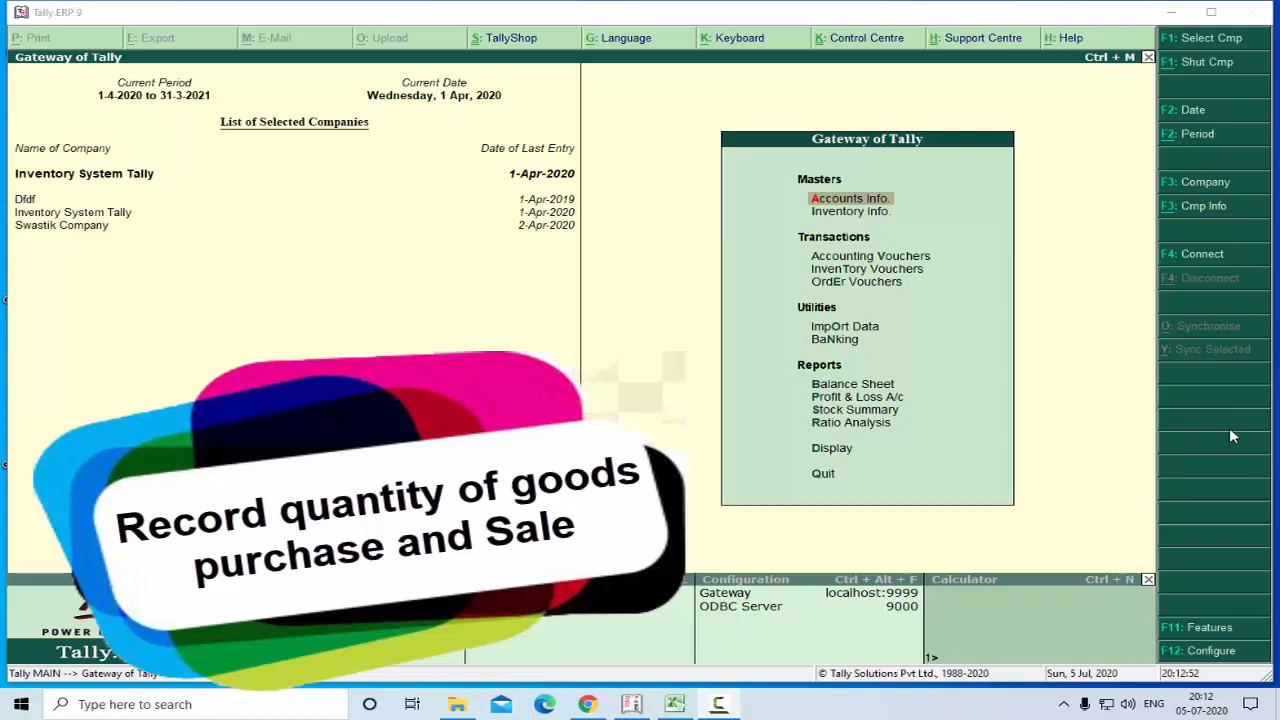 Tally.ERP 9
P: Print
E: Export
M: E-Mail
O: Upload
S: TallyShop
G: Language
K: Keyboard
K: Control Centre
H: Support Centre
H: Help
F1: Select Cmp
F1: Shut Cmp
F2: Date
F2: Period
F3: Company
F3: Cmp Info
F4: Connect
F4: Disconnect
O: Synchronise
Y: Sync Selected
F11: Features
F12: Configure
Gateway of Tally
Ctrl + M
Current Period
1-4-2020 to 31-3-2021
Current Date
Wednesday, 1 Apr, 2020
List of Selected Companies
Name of Company
Date of Last Entry
Inventory System Tally
1-Apr-2020
Dfdf
1-Apr-2019
Inventory System Tally
1-Apr-2020
Swastik Company
2-Apr-2020
Gateway of Tally
Masters
Accounts Info.
Inventory Info.
Transactions
Accounting Vouchers
InvenTory Vouchers
OrdEr Vouchers
Utilities
ImpOrt Data
BaNking
Reports
Balance Sheet
Profit & Loss A/c
Stock Summary
Ratio Analysis
Display
Quit
Record quantity of goods
purchase and Sale
POWER
Tally.
Configuration
Ctrl + Alt + F
Gateway
localhost:9999
ODBC Server
9000
Calculator
Ctrl + N
1>
Tally MAIN --> Gateway of Tally
© Tally Solutions Pvt Ltd., 1988-2020
Sun, 5 Jul, 2020
20:12:52
Type here to search
ENG
20:12
05-07-2020